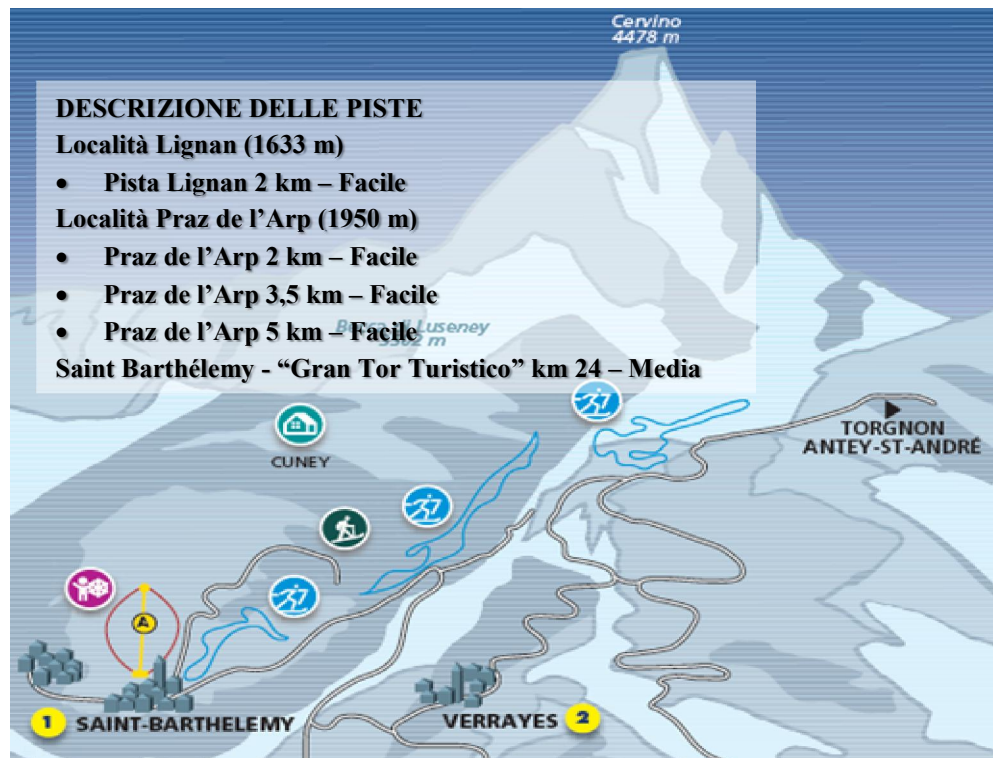 Cervino
4478 m
DESCRIZIONE DELLE PISTE
Località Lignan (1633 m)
• Pista Lignan 2 km – Facile
Località Praz de l’Arp (1950 m)
• Praz de l’Arp 2 km – Facile
• Praz de l’Arp 3,5 km – Facile
• Praz de l’Arp 5 km – Facile
Luseney
m
Saint Barthélemy - “Gran Tor Turistico” km 24 – Media
CUNEY
TORGNON
ANTEY-ST-ANDRÉ
A
1 SAINT-BARTHELEMY
VERRAYES 2